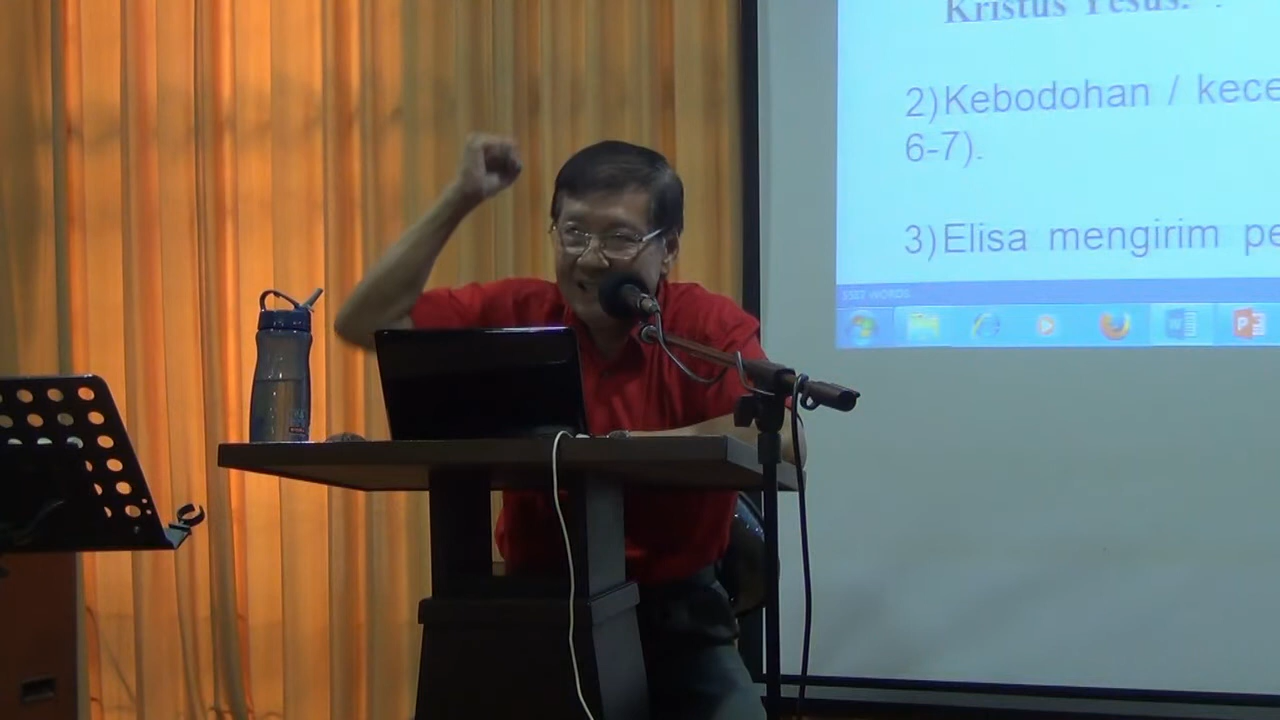 Kristus Yesus.
2) Kebodohan / kece
6-7).
3) Elisa mengirim pe